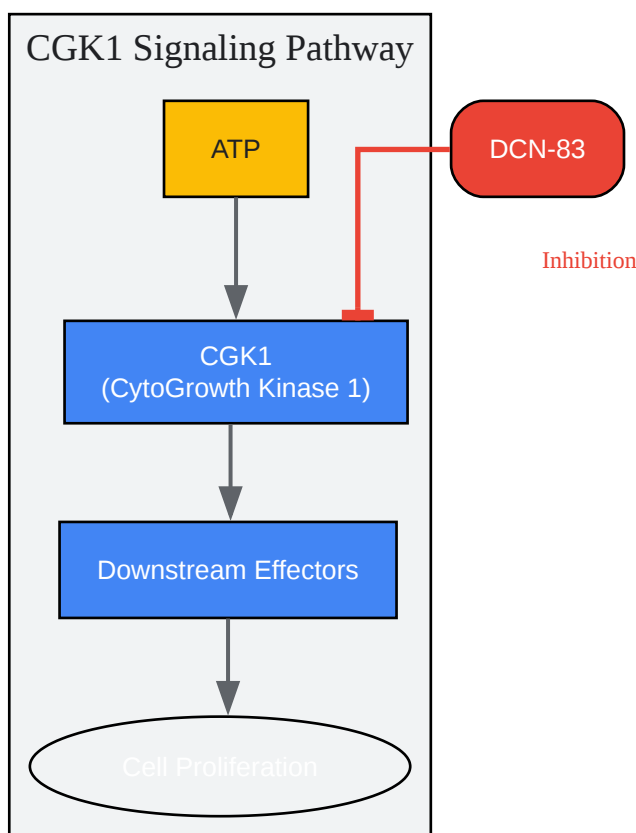 CGK1 Signaling Pathway
ATP
DCN-83
Inhibition
CGK1
(CytoGrowth Kinase 1)
Downstream Effectors
Cell Proliferation